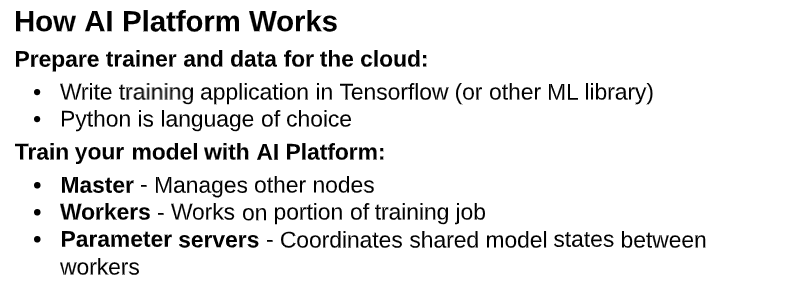 How AI Platform Works
Prepare trainer and data for the cloud:
• Write training application in Tensorflow (or other ML library)
• Python is language of choice
Train your model with AI Platform:
• Master - Manages other nodes
• Workers - Works on portion of training job
• Parameter servers - Coordinates shared model states between
workers